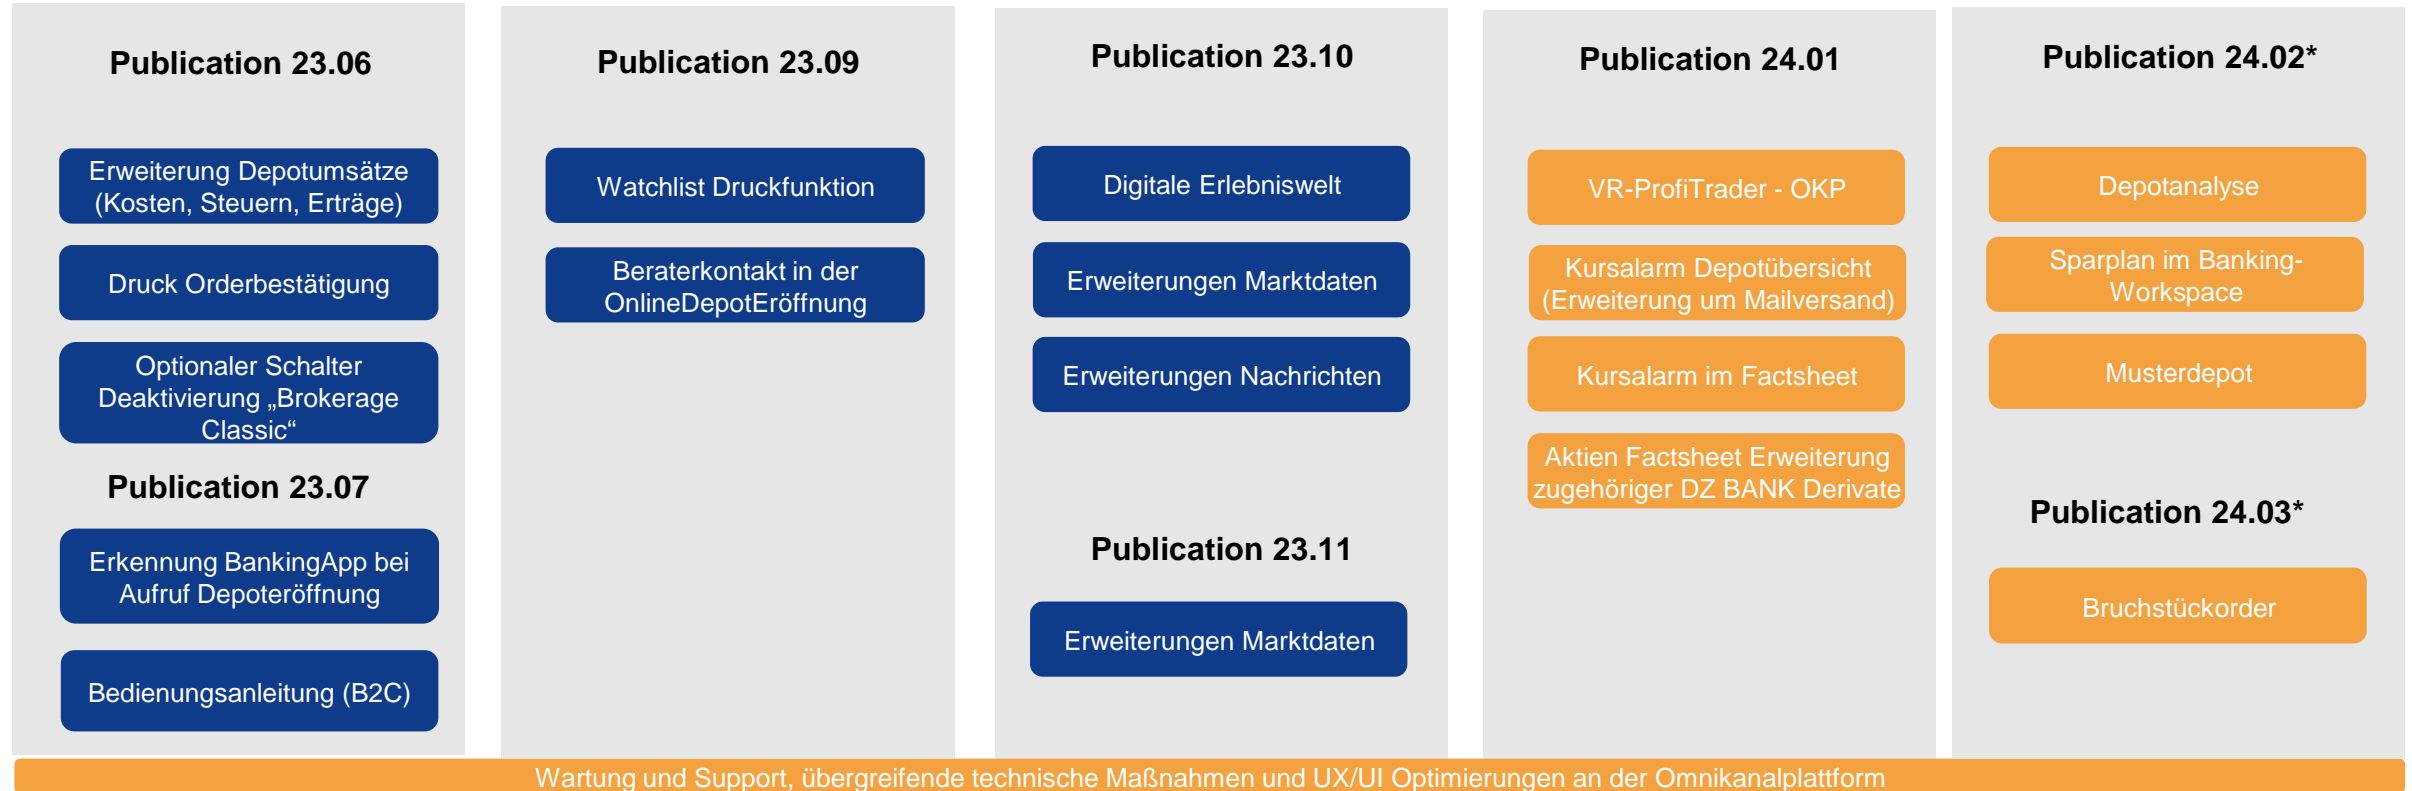 Publication 23.06
Erweiterung Depotumsätze
(Kosten, Steuern, Erträge)
Druck Orderbestätigung
Optionaler Schalter
Deaktivierung „Brokerage
Classic“
Publication 23.07
Erkennung BankingApp bei
Aufruf Depoteröffnung
Bedienungsanleitung (B2C)
Publication 23.09
Watchlist Druckfunktion
Beraterkontakt in der
OnlineDepotEröffnung
Publication 23.10
Digitale Erlebniswelt
Erweiterungen Marktdaten
Erweiterungen Nachrichten
Publication 23.11
Erweiterungen Marktdaten
Publication 24.01
VR-ProfiTrader - OKP
Kursalarm Depotübersicht
(Erweiterung um Mailversand)
Kursalarm im Factsheet
Aktien Factsheet Erweiterung
zugehöriger DZ BANK Derivate
Publication 24.02*
Depotanalyse
Sparplan im Banking-
Workspace
Musterdepot
Publication 24.03*
Bruchstückorder
Wartung und Support, übergreifende technische Maßnahmen und UX/UI Optimierungen an der Omnikanalplattform